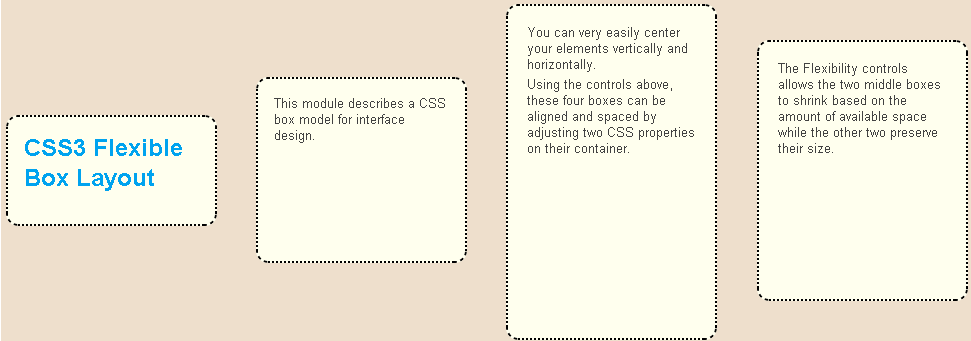 CSS3 Flexible
Box Layout
This module describes a CSS
box model for interface
design.
You can very easily center
your elements vertically and
horizontally.
Using the controls above,
these four boxes can be
aligned and spaced by
adjusting two CSS properties
on their container.
The Flexibility controls
allows the two middle boxes
to shrink based on the
amount of available space
while the other two preserve
their size.